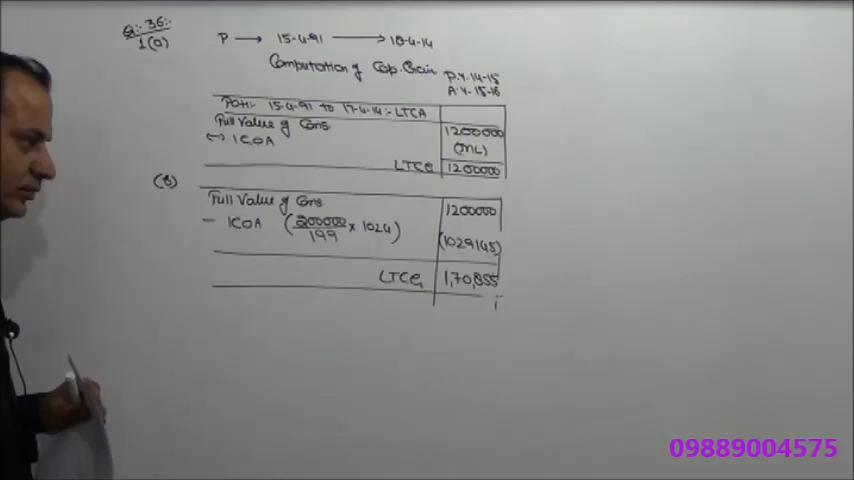 Q:- 36:-
1(a) P → 15-4-91 → 18-4-14
Computation of Cap. Gain P.Y. 14-15
A.Y. 15-16
POH:- 15-4-91 to 17-4-14:- LTCA
Full Value of Cons 1200000
(-) ICOA (NIL)
LTCG 1200000
(B)
Full Value of Cons 1200000
- ICOA (200000/199 x 1024) (1029145)
LTCG 1,70,855
09889004575